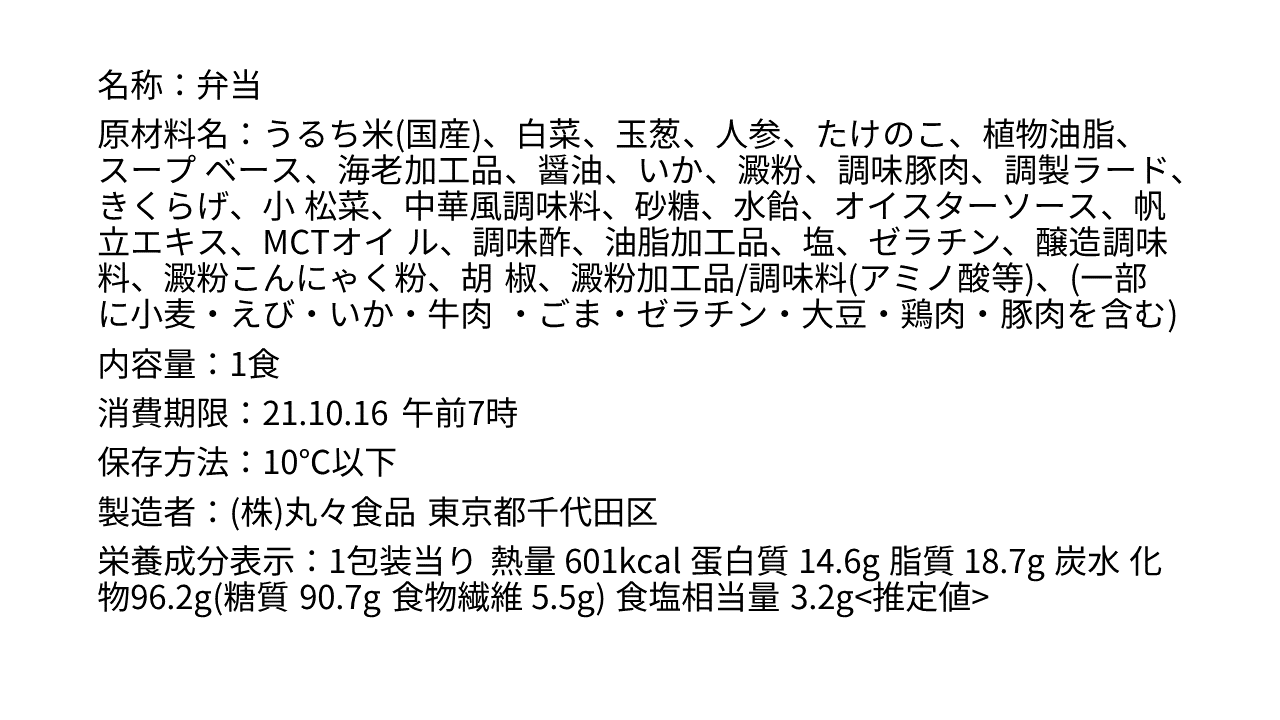 名称：弁当
原材料名：うるち米(国産)、白菜、玉葱、人参、たけのこ、植物油脂、
スープ ベース、海老加工品、醤油、いか、澱粉、調味豚肉、調製ラード、
きくらげ、小 松菜、中華風調味料、砂糖、水飴、オイスターソース、帆
立エキス、MCTオイ ル、調味酢、油脂加工品、塩、ゼラチン、醸造調味
料、澱粉こんにゃく粉、胡 椒、澱粉加工品/調味料(アミノ酸等)、(一部
に小麦・えび・いか・牛肉 ・ごま・ゼラチン・大豆・鶏肉・豚肉を含む)
内容量：1食
消費期限：21.10.16 午前7時
保存方法：10℃以下
製造者：(株)丸々食品 東京都千代田区
栄養成分表示：1包装当り 熱量 601kcal 蛋白質 14.6g 脂質 18.7g 炭水 化
物96.2g(糖質 90.7g 食物繊維 5.5g) 食塩相当量 3.2g<推定値>